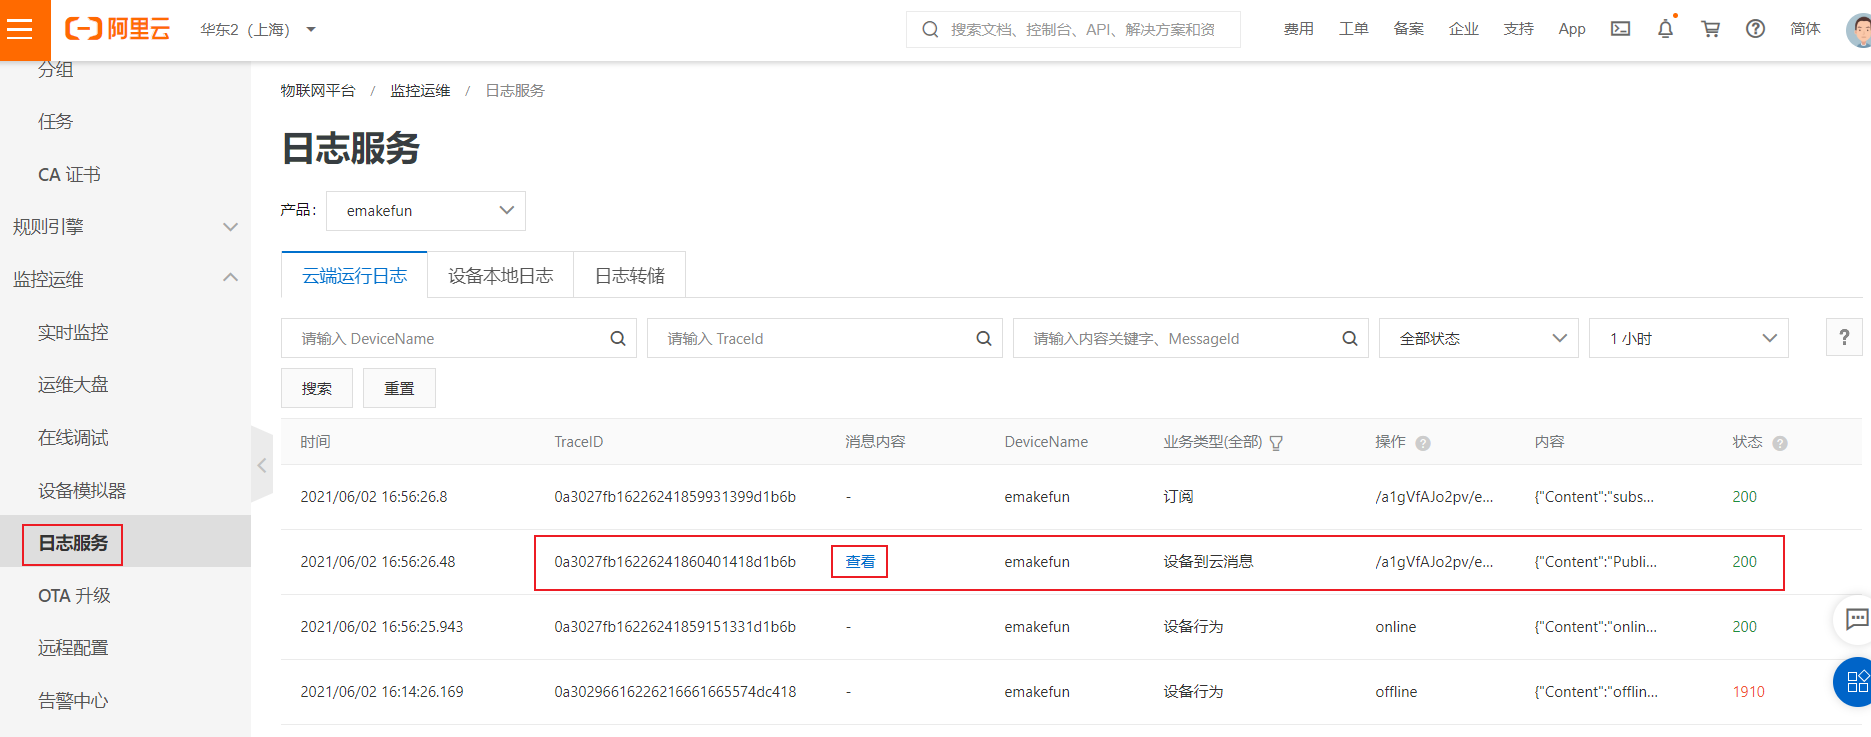 阿里云
华东2（上海）
搜索文档、控制台、API、解决方案和资
费用 工单 备案 企业 支持 App 简体
分组
任务
CA 证书
规则引擎
监控运维
实时监控
运维大盘
在线调试
设备模拟器
日志服务
OTA 升级
远程配置
告警中心
物联网平台 / 监控运维 / 日志服务
日志服务
产品： emakefun
云端运行日志 设备本地日志 日志转储
请输入 DeviceName 请输入 TraceId 请输入内容关键字、MessageId 全部状态 1 小时 ?
搜索 重置
时间 TraceID 消息内容 DeviceName 业务类型(全部) 操作 ? 内容 状态 ?
2021/06/02 16:56:26.8 0a3027fb16226241859931399d1b6b - emakefun 订阅 /a1gVfAJo2pv/e... {"Content":"subs... 200
2021/06/02 16:56:26.48 0a3027fb16226241860401418d1b6b 查看 emakefun 设备到云消息 /a1gVfAJo2pv/e... {"Content":"Publi... 200
2021/06/02 16:56:25.943 0a3027fb16226241859151331d1b6b - emakefun 设备行为 online {"Content":"onlin... 200
2021/06/02 16:14:26.169 0a30296616226216661665574dc418 - emakefun 设备行为 offline {"Content":"offlin... 1910